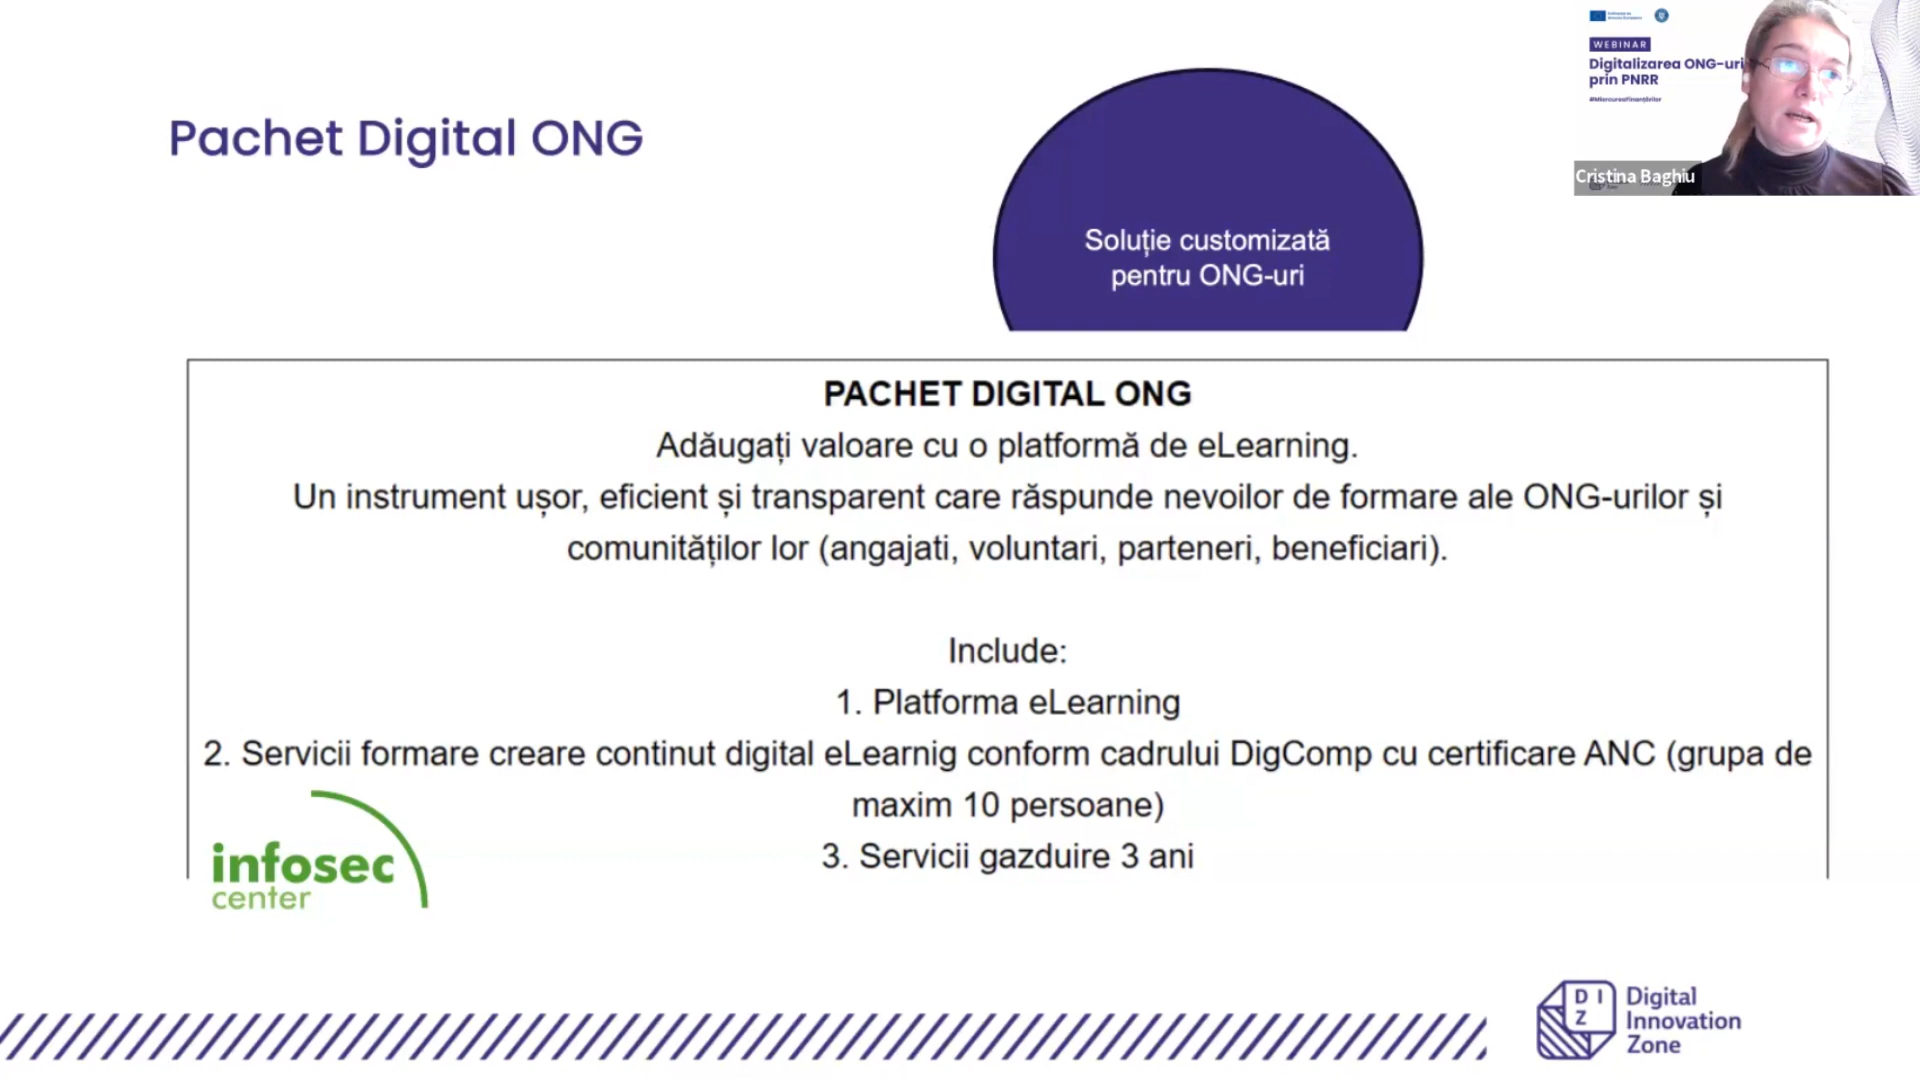 Pachet Digital ONG
Soluție customizată
pentru ONG-uri
WEBINAR
Digitalizarea ONG-uri
prin PNRR
#MiercureaFinanțărilor
Cristina Baghiu
PACHET DIGITAL ONG
Adăugați valoare cu o platformă de eLearning.
Un instrument ușor, eficient și transparent care răspunde nevoilor de formare ale ONG-urilor și
comunităților lor (angajati, voluntari, parteneri, beneficiari).
Include:
1. Platforma eLearning
2. Servicii formare creare continut digital eLearnig conform cadrului DigComp cu certificare ANC (grupa de
maxim 10 persoane)
3. Servicii gazduire 3 ani
infosec
center
D I
Z
Digital
Innovation
Zone